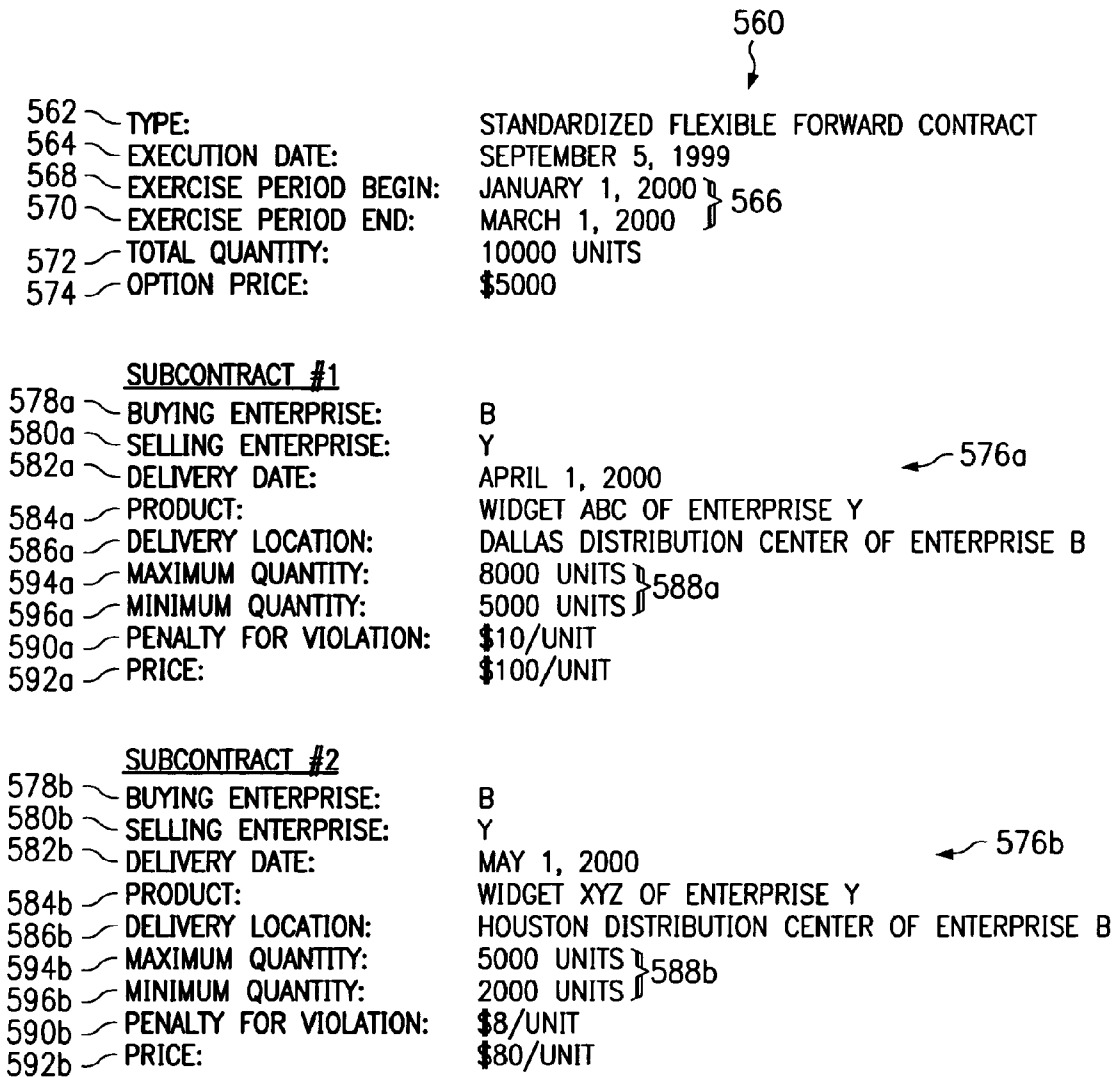 560
562 TYPE: STANDARDIZED FLEXIBLE FORWARD CONTRACT
564 EXECUTION DATE: SEPTEMBER 5, 1999
568 EXERCISE PERIOD BEGIN: JANUARY 1, 2000
570 EXERCISE PERIOD END: MARCH 1, 2000 566
572 TOTAL QUANTITY: 10000 UNITS
574 OPTION PRICE: $5000
SUBCONTRACT #1
578a BUYING ENTERPRISE: B
580a SELLING ENTERPRISE: Y
582a DELIVERY DATE: APRIL 1, 2000 576a
584a PRODUCT: WIDGET ABC OF ENTERPRISE Y
586a DELIVERY LOCATION: DALLAS DISTRIBUTION CENTER OF ENTERPRISE B
594a MAXIMUM QUANTITY: 8000 UNITS 588a
596a MINIMUM QUANTITY: 5000 UNITS
590a PENALTY FOR VIOLATION: $10/UNIT
592a PRICE: $100/UNIT
SUBCONTRACT #2
578b BUYING ENTERPRISE: B
580b SELLING ENTERPRISE: Y
582b DELIVERY DATE: MAY 1, 2000 576b
584b PRODUCT: WIDGET XYZ OF ENTERPRISE Y
586b DELIVERY LOCATION: HOUSTON DISTRIBUTION CENTER OF ENTERPRISE B
594b MAXIMUM QUANTITY: 5000 UNITS 588b
596b MINIMUM QUANTITY: 2000 UNITS
590b PENALTY FOR VIOLATION: $8/UNIT
592b PRICE: $80/UNIT